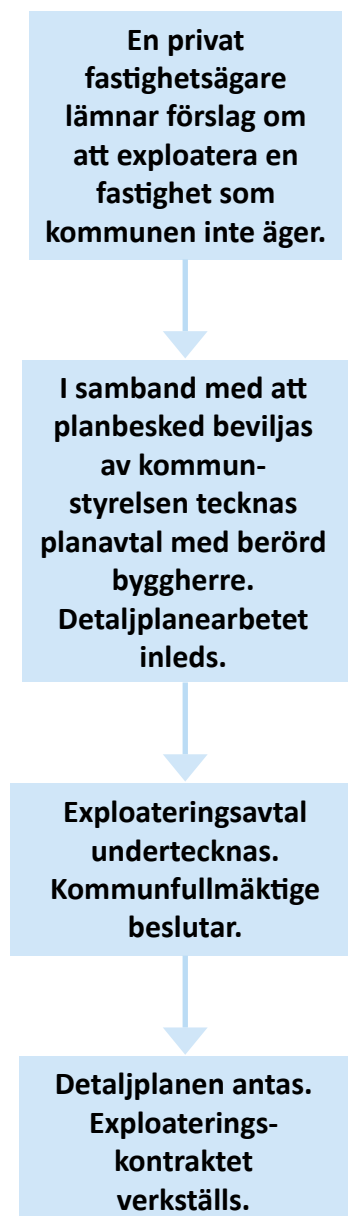 En privat
fastighetsägare
lämnar förslag om
att exploatera en
fastighet som
kommunen inte äger.
I samband med att
planbesked beviljas
av kommun-
styrelsen tecknas
planavtal med berörd
byggherre.
Detaljplanearbetet
inleds.
Exploateringsavtal
undertecknas.
Kommunfullmäktige
beslutar.
Detaljplanen antas.
Exploaterings-
kontraktet
verkställs.